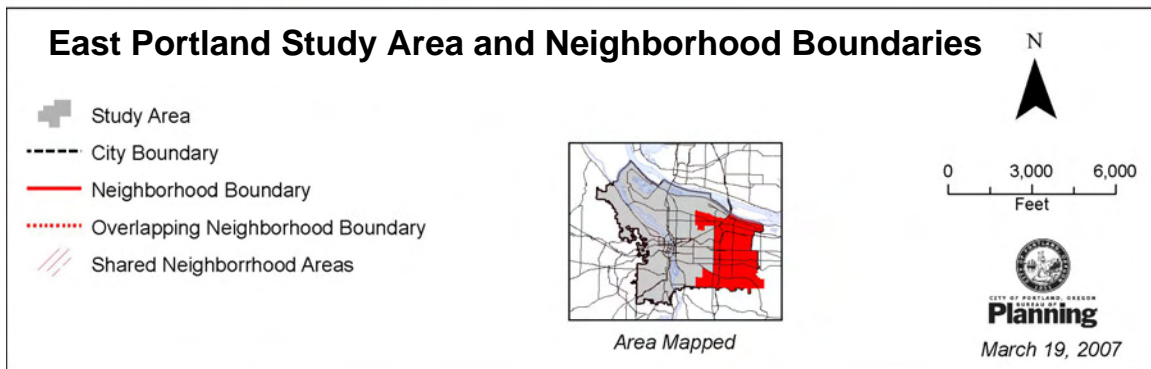 East Portland Study Area and Neighborhood Boundaries
N
Study Area
City Boundary
Neighborhood Boundary
Overlapping Neighborhood Boundary
Shared Neighborrhood Areas
Area Mapped
0 3,000 6,000
Feet
CITY OF PORTLAND, OREGON
BUREAU OF
Planning
March 19, 2007